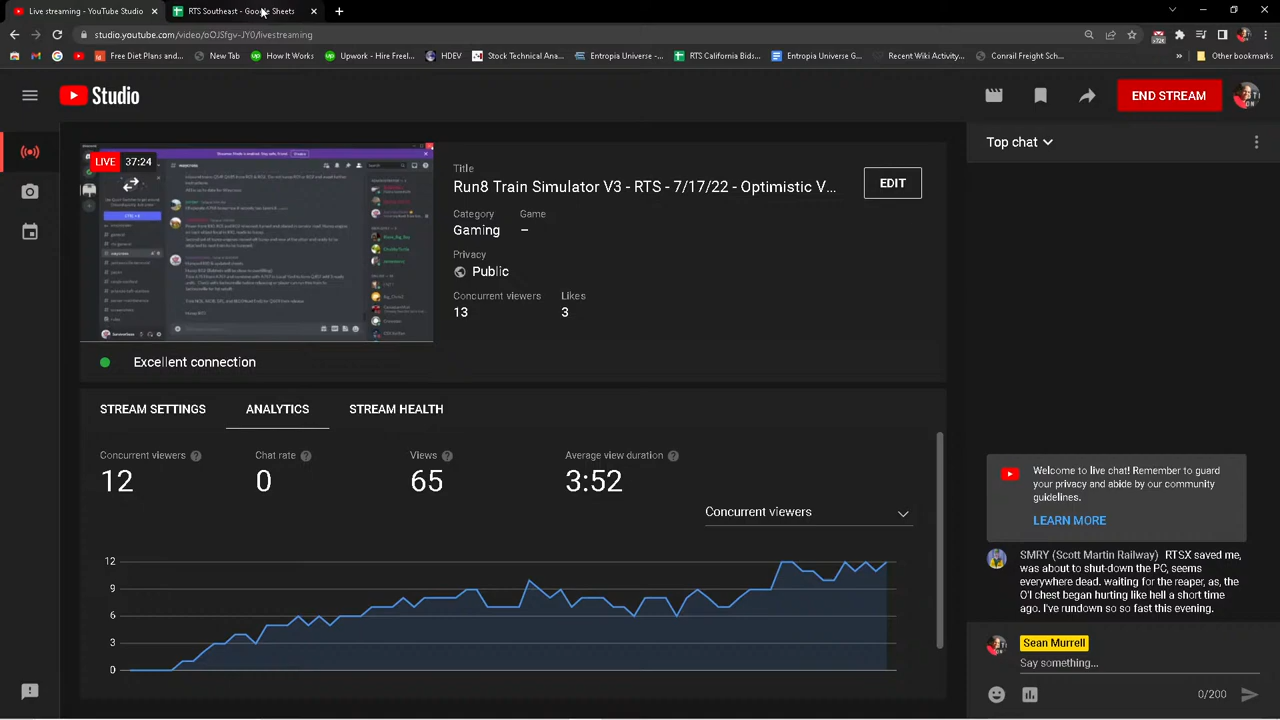 Live streaming - YouTube Studio
RTS Southeast - Google Sheets
studio.youtube.com/video/oOJSfgv-JY0/livestreaming
Free Diet Plans and...
New Tab
How It Works
Upwork - Hire Freel...
HDEV
Stock Technical Ana...
Entropia Universe -...
RTS California Bids...
Entropia Universe G...
Recent Wiki Activity...
Conrail Freight Sch...
»
Other bookmarks
Studio
END STREAM
LIVE 37:24
Title
Run8 Train Simulator V3 - RTS - 7/17/22 - Optimistic V...
EDIT
Category Game
Gaming –
Privacy
Public
Concurrent viewers Likes
13 3
Excellent connection
STREAM SETTINGS ANALYTICS STREAM HEALTH
Concurrent viewers Chat rate Views Average view duration
12 0 65 3:52
Concurrent viewers
12
9
6
3
0
Top chat
Welcome to live chat! Remember to guard
your privacy and abide by our community
guidelines.
LEARN MORE
SMRY (Scott Martin Railway) RTSX saved me,
was about to shut-down the PC, seems
everywhere dead. waiting for the reaper, as, the
O'l chest began hurting like hell a short time
ago. I've rundown so so fast this evening.
Sean Murrell
Say something...
0/200